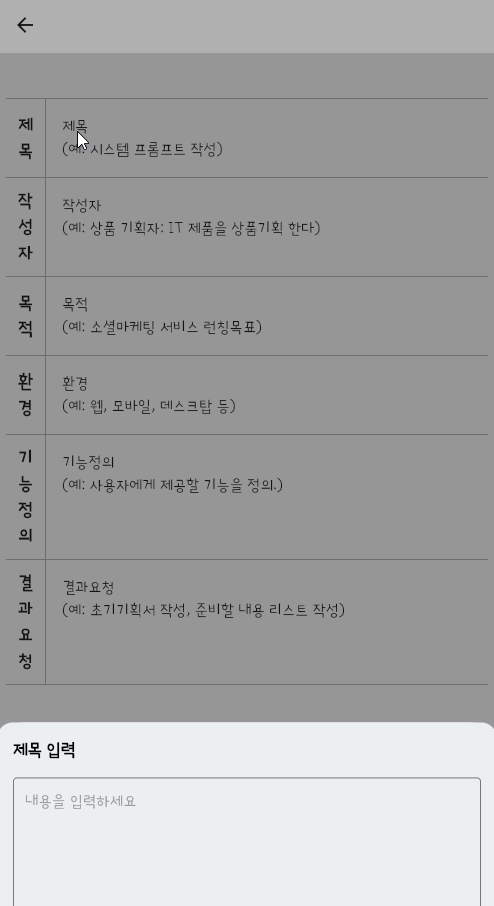 제목
제목
(예: 시스템 프롬프트 작성)
작성자
작성자
(예: 상품 기획자: IT 제품을 상품기획 한다)
목적
목적
(예: 소셜마케팅 서비스 런칭목표)
환경
환경
(예: 웹, 모바일, 데스크탑 등)
기능정의
기능정의
(예: 사용자에게 제공할 기능을 정의.)
결과요청
결과요청
(예: 초기기획서 작성, 준비할 내용 리스트 작성)
제목 입력
내용을 입력하세요